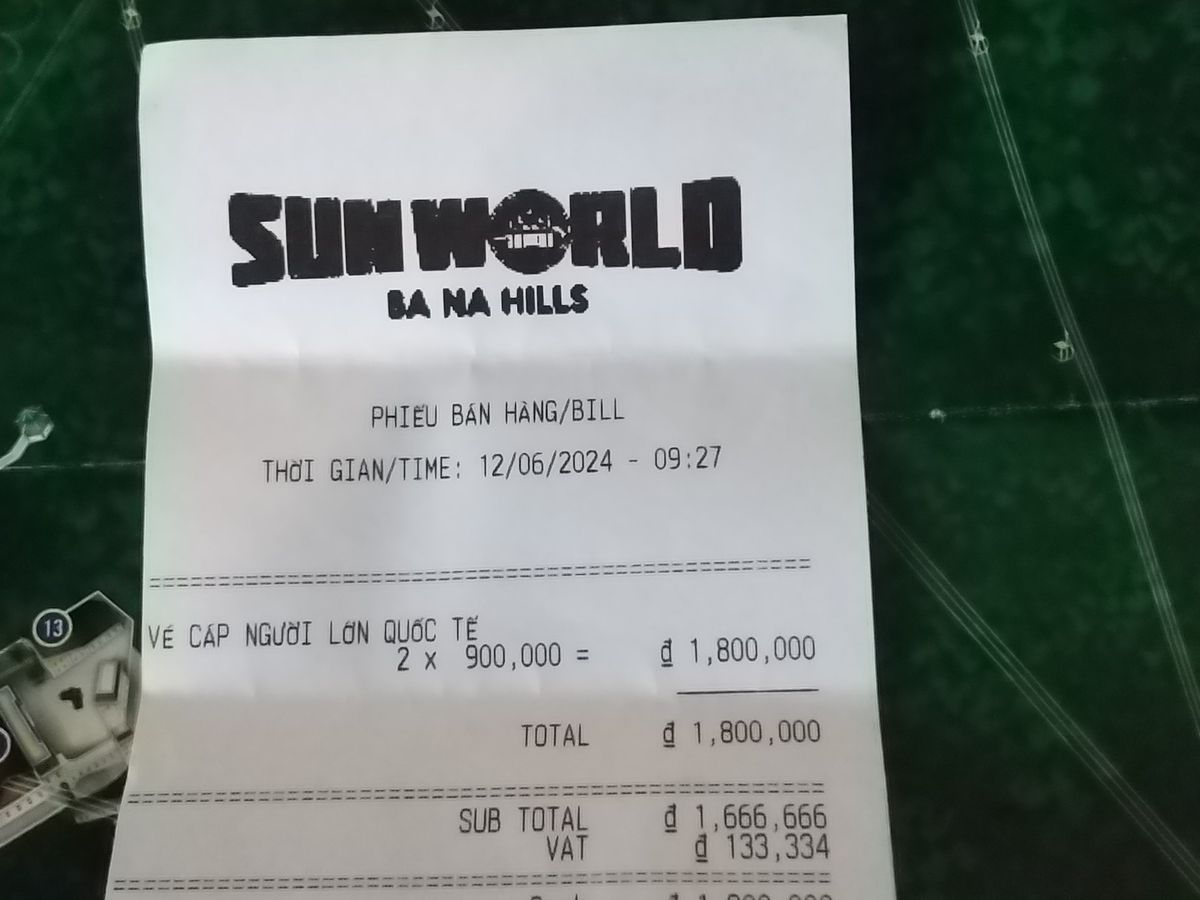 SUN WORLD
BA NA HILLS
PHIẾU BÁN HÀNG/BILL
THỜI GIAN/TIME: 12/06/2024 - 09:27
VÉ CÁP NGƯỜI LỚN QUỐC TẾ
2 x 900,000 = ₫ 1,800,000
TOTAL ₫ 1,800,000
SUB TOTAL ₫ 1,666,666
VAT ₫ 133,334
13